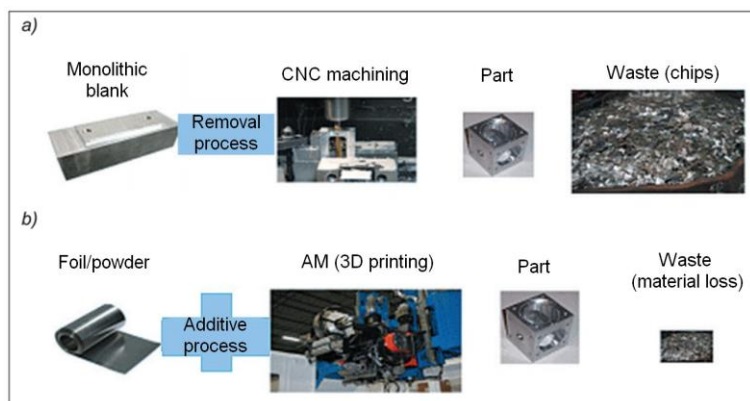 a)
Monolithic
blank
Removal
process
CNC machining
Part
Waste (chips)
b)
Foil/powder
Additive
process
AM (3D printing)
Part
Waste
(material loss)